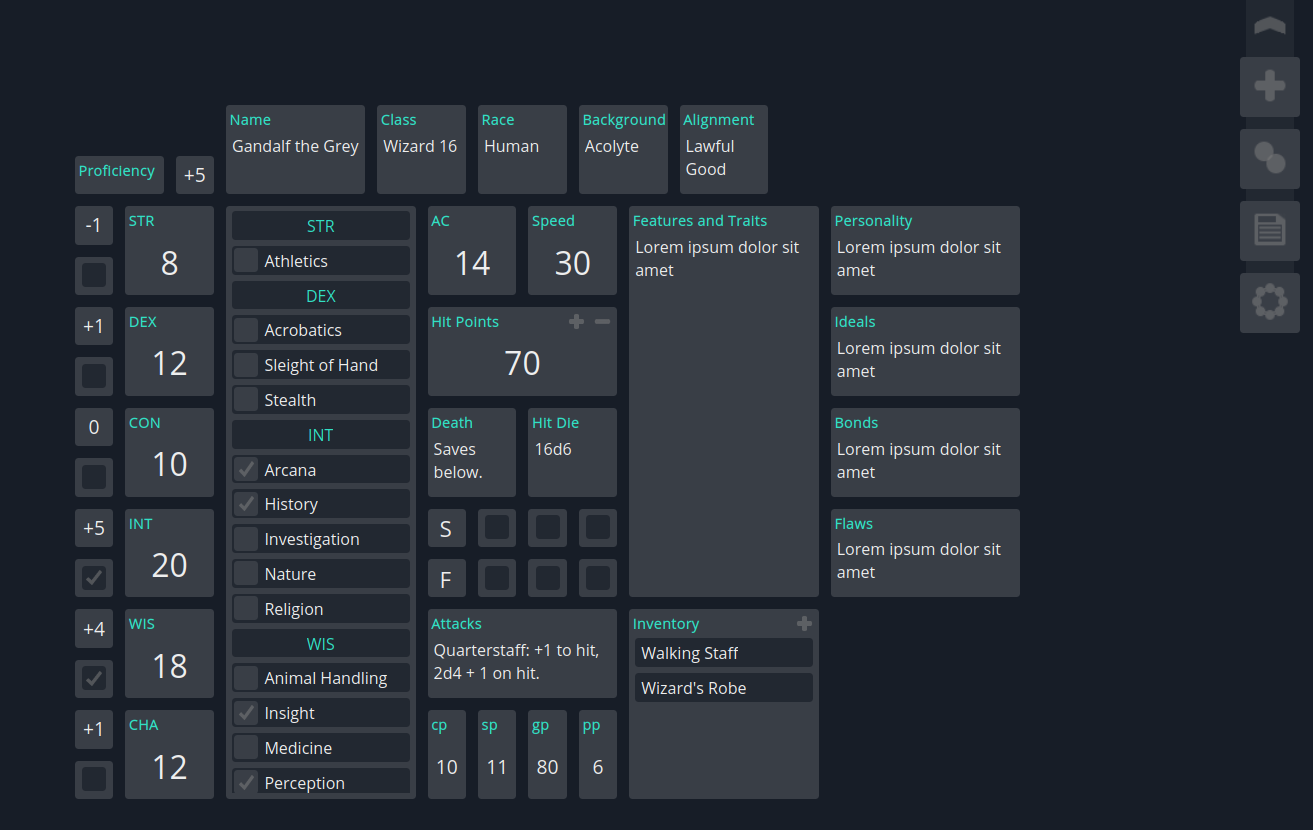 Name
Gandalf the Grey
Class
Wizard 16
Race
Human
Background
Acolyte
Alignment
Lawful
Good
Proficiency
+5
-1
STR
8
+1
DEX
12
0
CON
10
+5
INT
20
+4
WIS
18
+1
CHA
12
STR
Athletics
DEX
Acrobatics
Sleight of Hand
Stealth
INT
Arcana
History
Investigation
Nature
Religion
WIS
Animal Handling
Insight
Medicine
Perception
AC
14
Speed
30
Hit Points
70
Death
Saves
below.
Hit Die
16d6
S
F
Attacks
Quarterstaff: +1 to hit,
2d4 + 1 on hit.
cp
10
sp
11
gp
80
pp
6
Features and Traits
Lorem ipsum dolor sit
amet
Inventory
Walking Staff
Wizard's Robe
Personality
Lorem ipsum dolor sit
amet
Ideals
Lorem ipsum dolor sit
amet
Bonds
Lorem ipsum dolor sit
amet
Flaws
Lorem ipsum dolor sit
amet